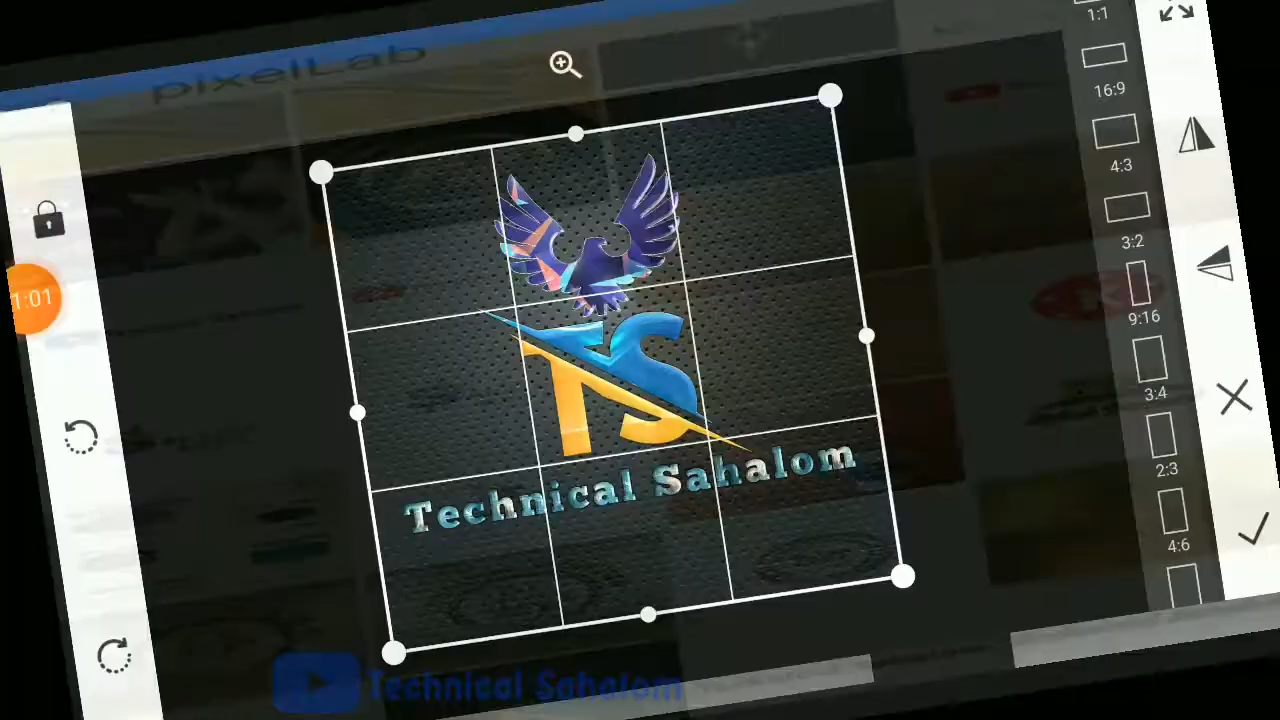 pixelLab
1:1
16:9
4:3
3:2
9:16
3:4
2:3
4:6
1:01
TS
Technical Sahalom
Technical Sahalom